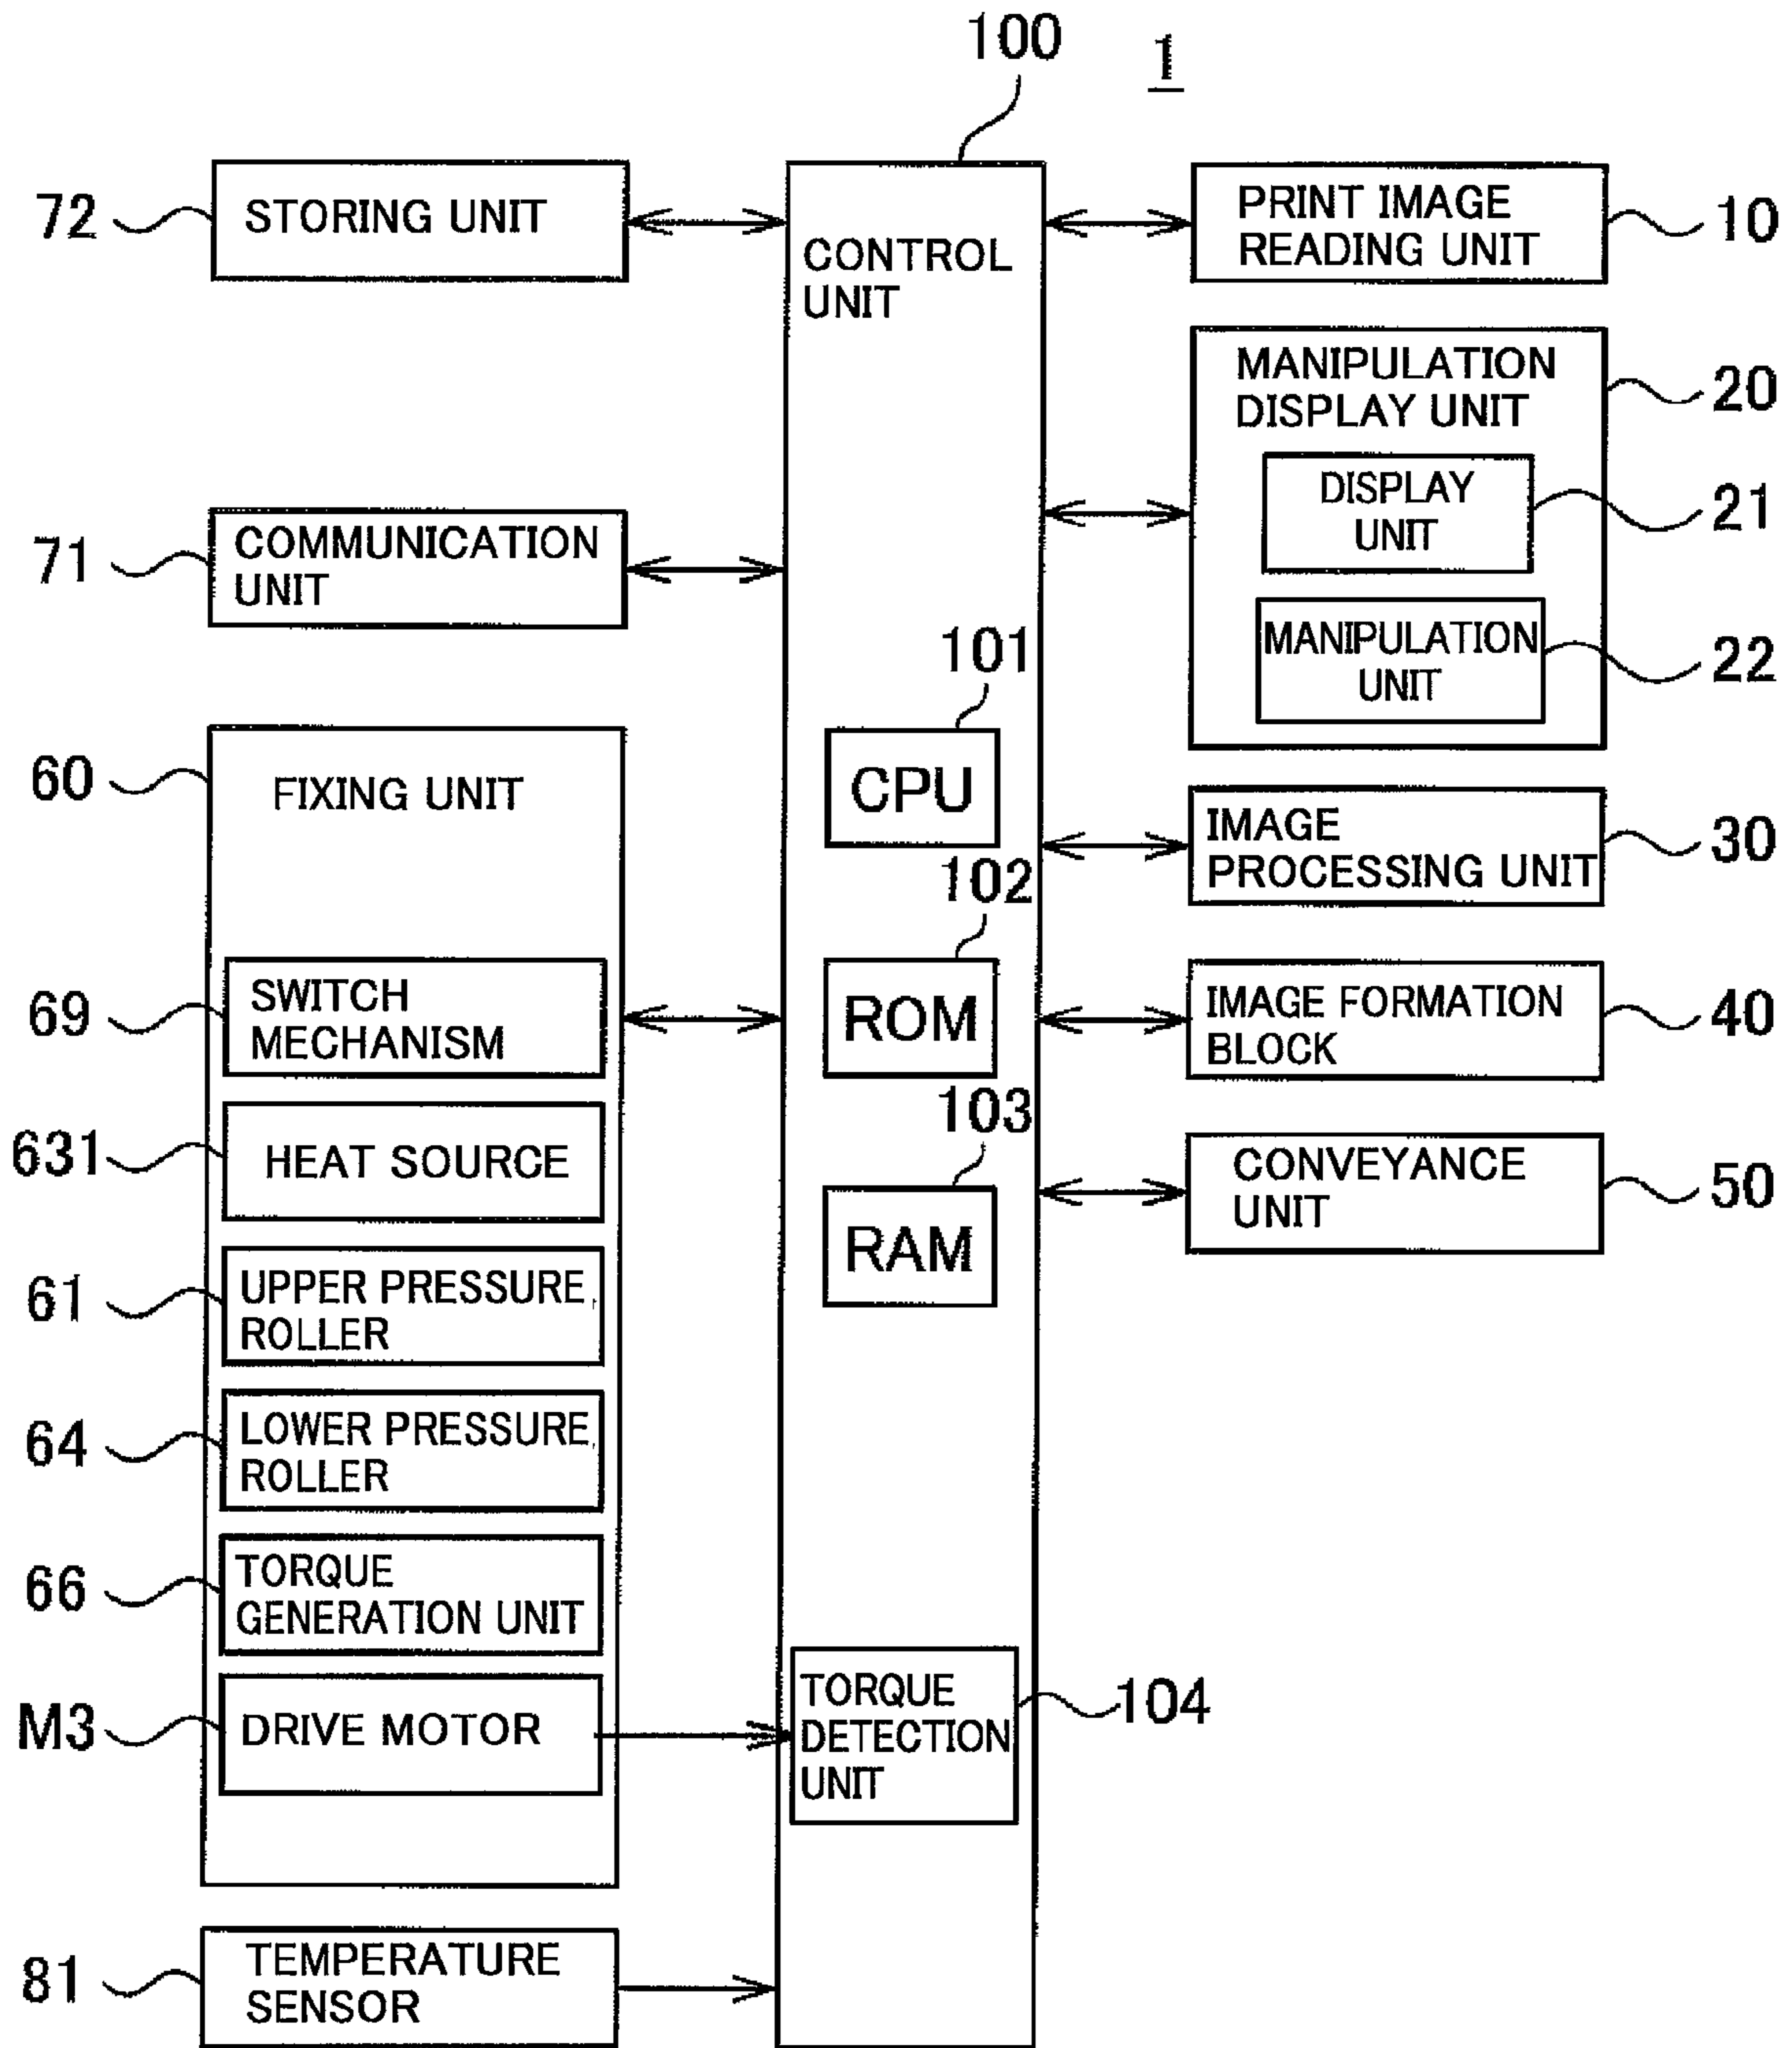 100
1
72
STORING UNIT
CONTROL
UNIT
PRINT IMAGE
READING UNIT
10
MANIPULATION
DISPLAY UNIT
20
DISPLAY
UNIT
21
MANIPULATION
UNIT
22
71
COMMUNICATION
UNIT
101
CPU
60
FIXING UNIT
IMAGE
PROCESSING UNIT
30
102
ROM
69
SWITCH
MECHANISM
IMAGE FORMATION
BLOCK
40
103
RAM
631
HEAT SOURCE
CONVEYANCE
UNIT
50
61
UPPER PRESSURE
ROLLER
64
LOWER PRESSURE
ROLLER
66
TORQUE
GENERATION UNIT
M3
DRIVE MOTOR
TORQUE
DETECTION
UNIT
104
81
TEMPERATURE
SENSOR